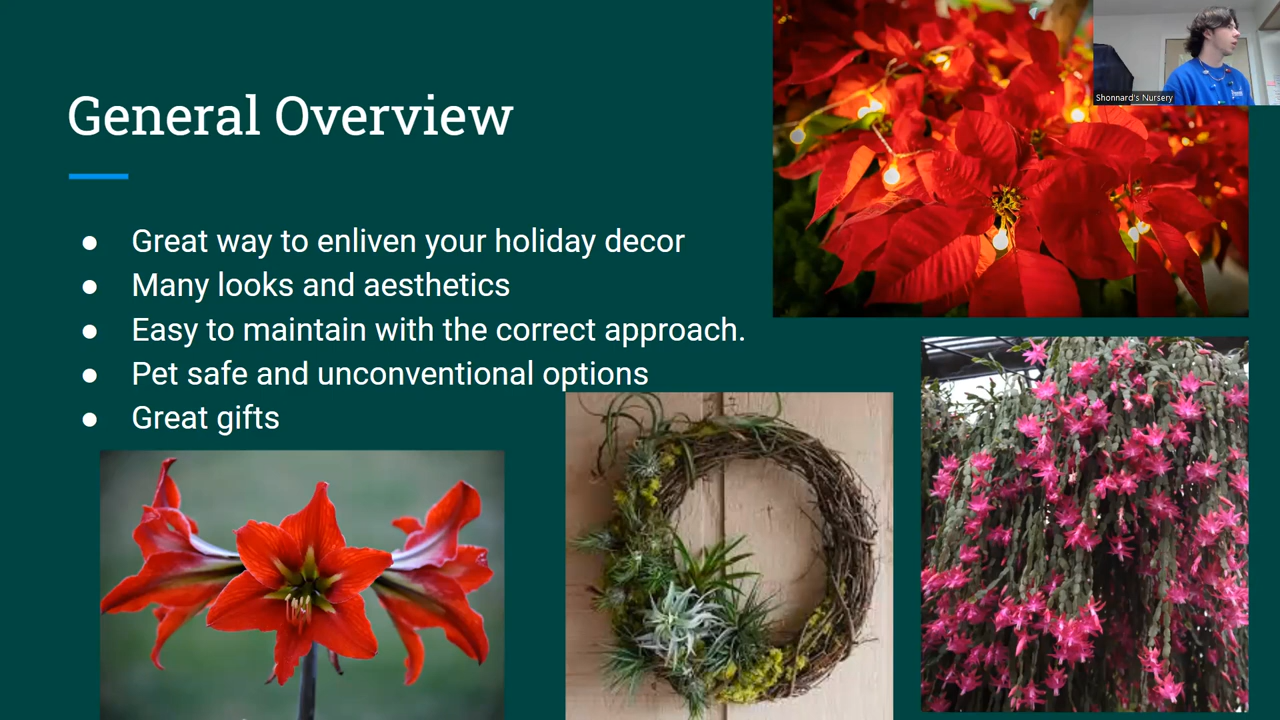 General Overview
● Great way to enliven your holiday decor
● Many looks and aesthetics
● Easy to maintain with the correct approach.
● Pet safe and unconventional options
● Great gifts
Shonnard's Nursery